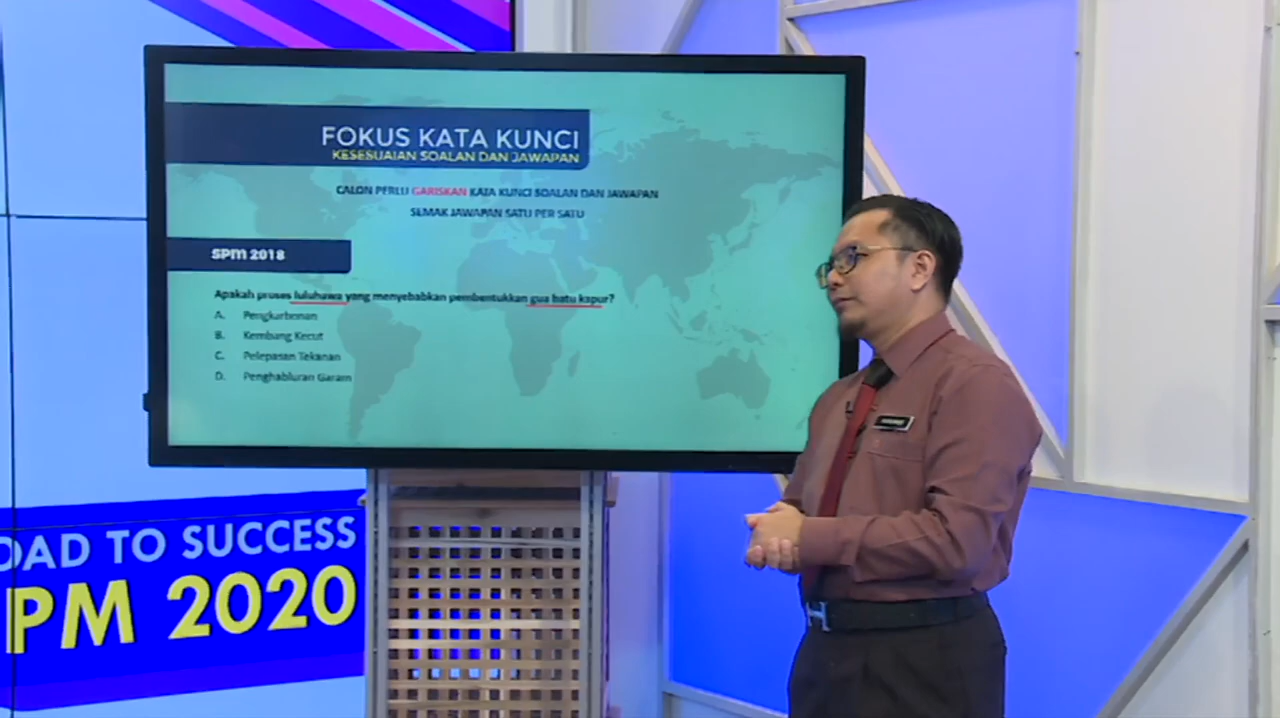 FOKUS KATA KUNCI
KESESUAIAN SOALAN DAN JAWAPAN
CALON PERLU GARISKAN KATA KUNCI SOALAN DAN JAWAPAN
SEMAK JAWAPAN SATU PER SATU
SPM 2018
Apakah proses luluhawa yang menyebabkan pembentukkan gua batu kapur?
A. Pengkarbonan
B. Kembang Kecut
C. Pelepasan Tekanan
D. Penghabluran Garam
OAD TO SUCCESS
PM 2020